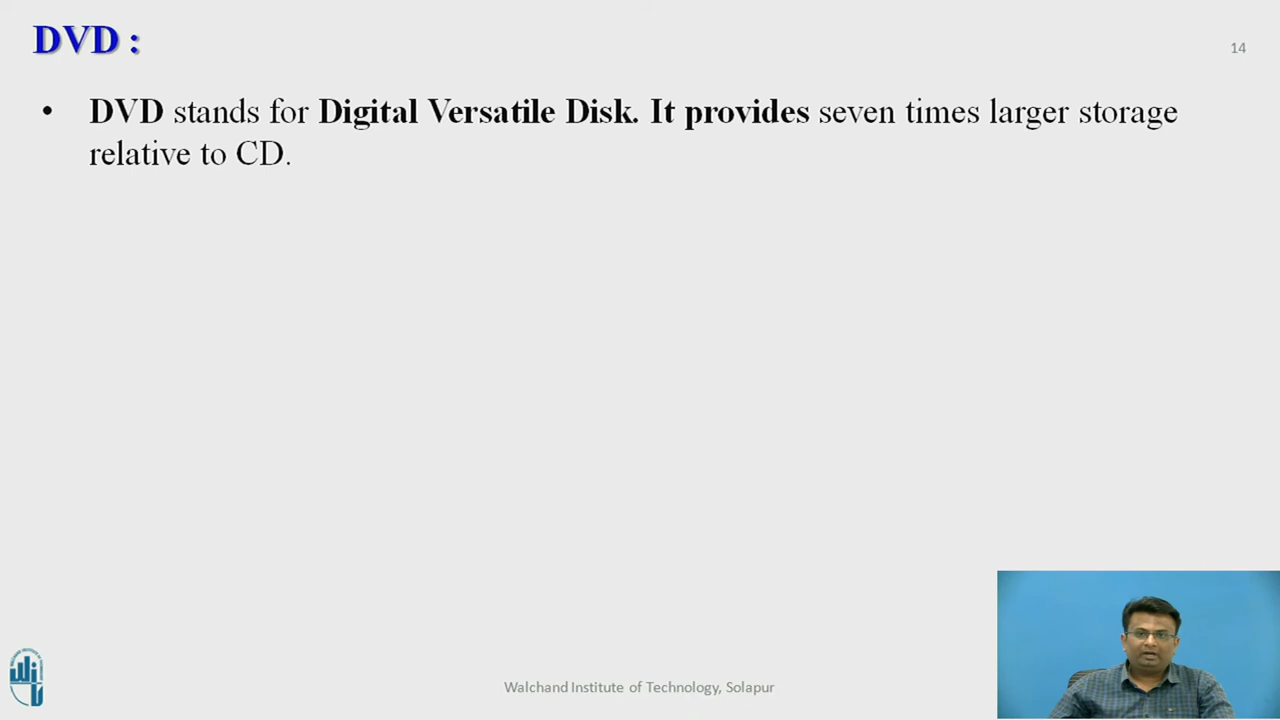 DVD :
14
• DVD stands for Digital Versatile Disk. It provides seven times larger storage
relative to CD.
Walchand Institute of Technology, Solapur